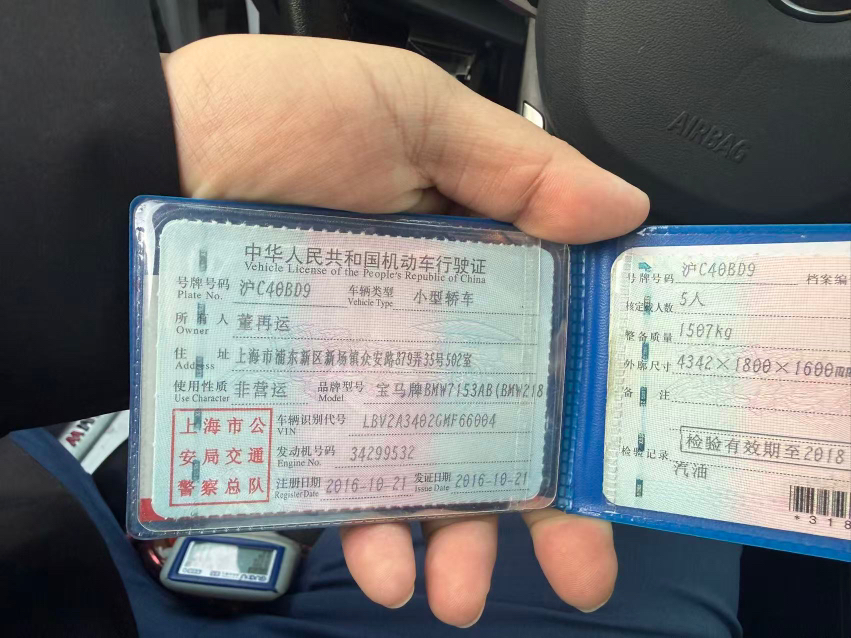 AIRBAG
中华人民共和国机动车行驶证
Vehicle License of the People's Republic of China
号牌号码 沪C40BD9 车辆类型 小型轿车
Plate No. Vehicle Type
所有人 董再运
Owner
住址 上海市浦东新区新场镇众安路879弄35号502室
Address
使用性质 非营运 品牌型号 宝马牌BMW7153AB(BMW218
Use Character Model
上海市公
安局交通
警察总队
车辆识别代号 LBV2A3402GMF66004
VIN
发动机号码 34299532
Engine No.
注册日期 2016-10-21 发证日期 2016-10-21
Register Date Issue Date
号牌号码 沪C40BD9 档案编
核定载人数 5人
整备质量 1507kg
外廓尺寸 4342×1800×1600mm
备注
检验有效期至2018
检验记录
汽油
*318